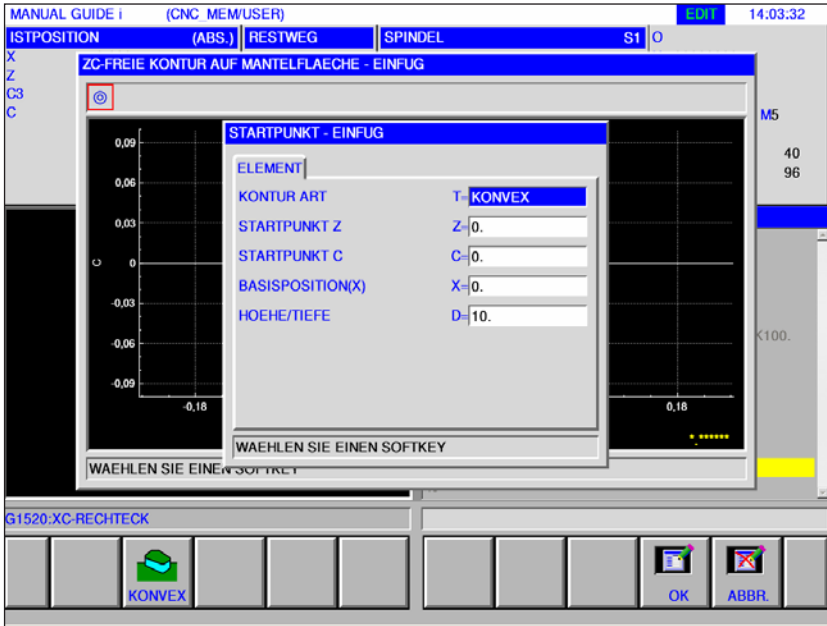 MANUAL GUIDE i (CNC_MEM/USER) EDIT 14:03:32
ISTPOSITION (ABS.) RESTWEG SPINDEL S1 O
X
Z
C3
C
ZC-FREIE KONTUR AUF MANTELFLAECHE - EINFUG
M5
40
96
0,09
0,06
0,03
0
-0,03
-0,06
-0,09
C
-0,18
0,18
*.******
STARTPUNKT - EINFUG
ELEMENT
KONTUR ART T= KONVEX
STARTPUNKT Z Z= 0.
STARTPUNKT C C= 0.
BASISPOSITION(X) X= 0.
HOEHE/TIEFE D= 10.
WAEHLEN SIE EINEN SOFTKEY
K100.
WAEHLEN SIE EINEN SOFTKEY
G1520:XC-RECHTECK
KONVEX OK ABBR.